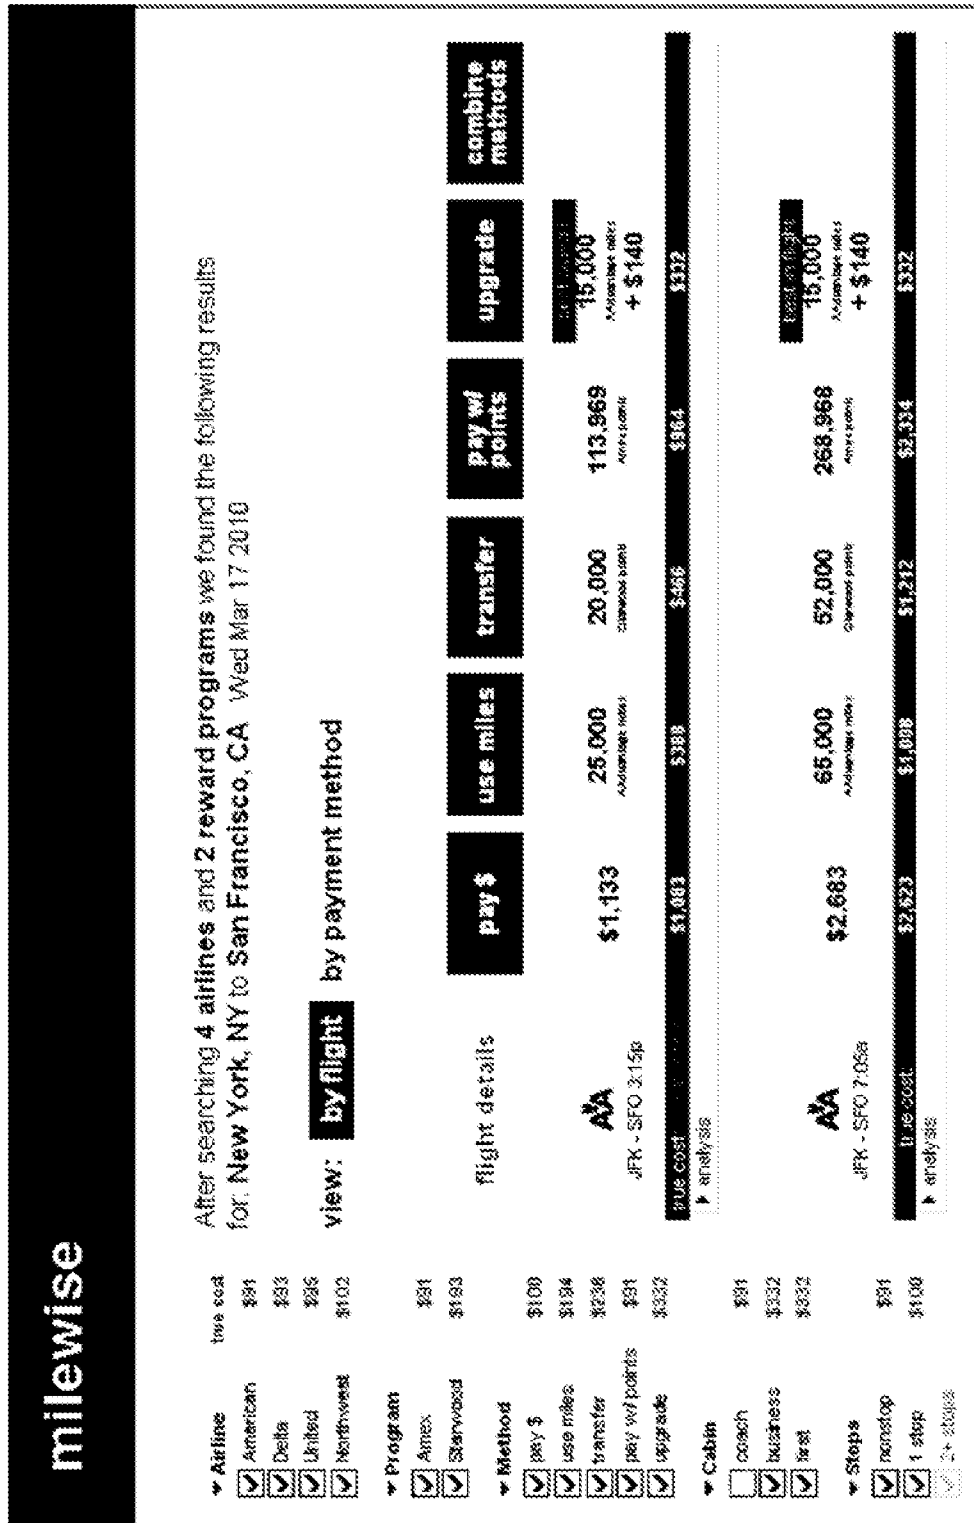 milewise
After searching 4 airlines and 2 reward programs we found the following results
for: New York, NY to San Francisco, CA Wed Mar 17 2010
view: by flight by payment method
Airline true cost
American $91
Delta $93
United
Northwest $102
Program
Amex $91
Starwood $193
Method
pay $ $100
use miles $194
transfer $238
pay w/ points $91
upgrade $332
Cabin
coach $91
business $332
first $332
Stops
nonstop $91
1 stop $100
2+ stops
flight details pay $ use miles transfer pay w/ points upgrade combine methods
AA $1,133 25,000 20,000 113,969 15,000
JFK - SFO 3:15p AAdvantage miles Starwood points Amex points AAdvantage miles
+ $140
true cost $1,083 $388 $466 $964 $332
analysis
AA $2,683 65,000 52,000 268,968 15,000
JFK - SFO 7:05a AAdvantage miles Starwood points Amex points AAdvantage miles
+ $140
true cost $2,623 $1,088 $1,212 $2,334 $332
analysis